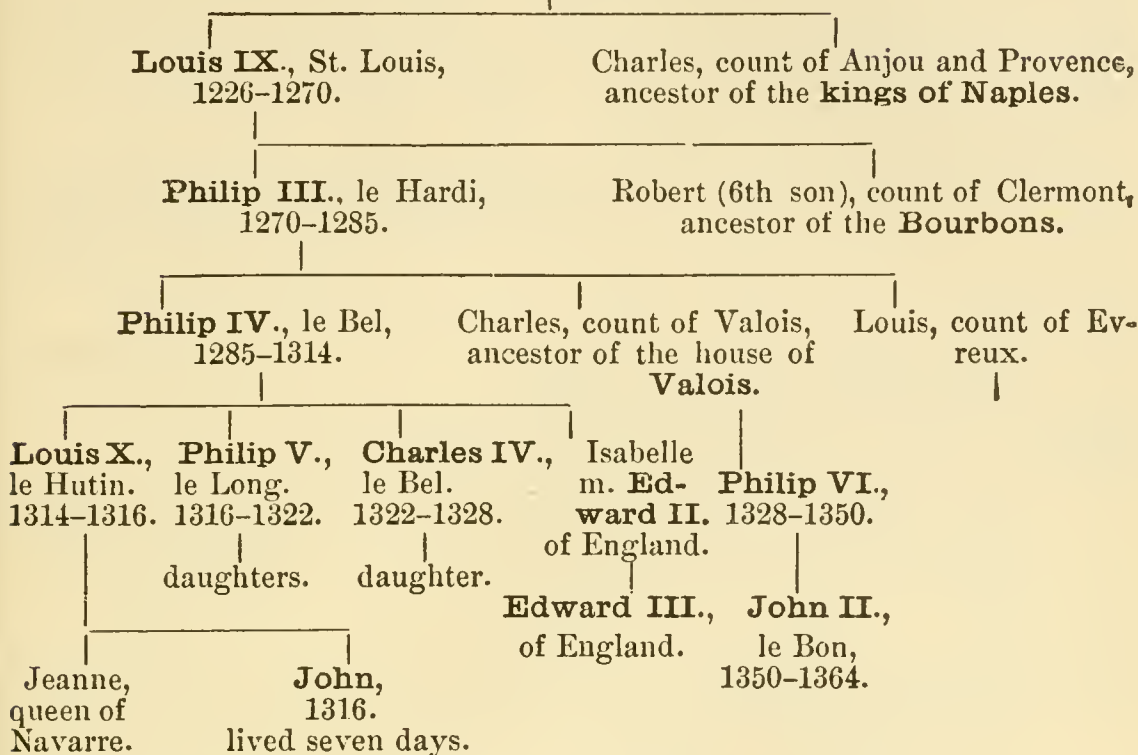 Louis IX., St. Louis,
1226–1270.
Charles, count of Anjou and Provence,
ancestor of the kings of Naples.
Philip III., le Hardi,
1270–1285.
Robert (6th son), count of Clermont,
ancestor of the Bourbons.
Philip IV., le Bel,
1285–1314.
Charles, count of Valois,
ancestor of the house of
Valois.
Louis, count of Ev-
reux.
Louis X.,
le Hutin.
1314–1316.
Philip V.,
le Long.
1316–1322.
daughters.
Charles IV.,
le Bel.
1322–1328.
daughter.
Isabelle
m. Ed-
ward II.
of England.
Philip VI.,
1328–1350.
Edward III.,
of England.
John II.,
le Bon,
1350–1364.
Jeanne,
queen of
Navarre.
John,
1316.
lived seven days.